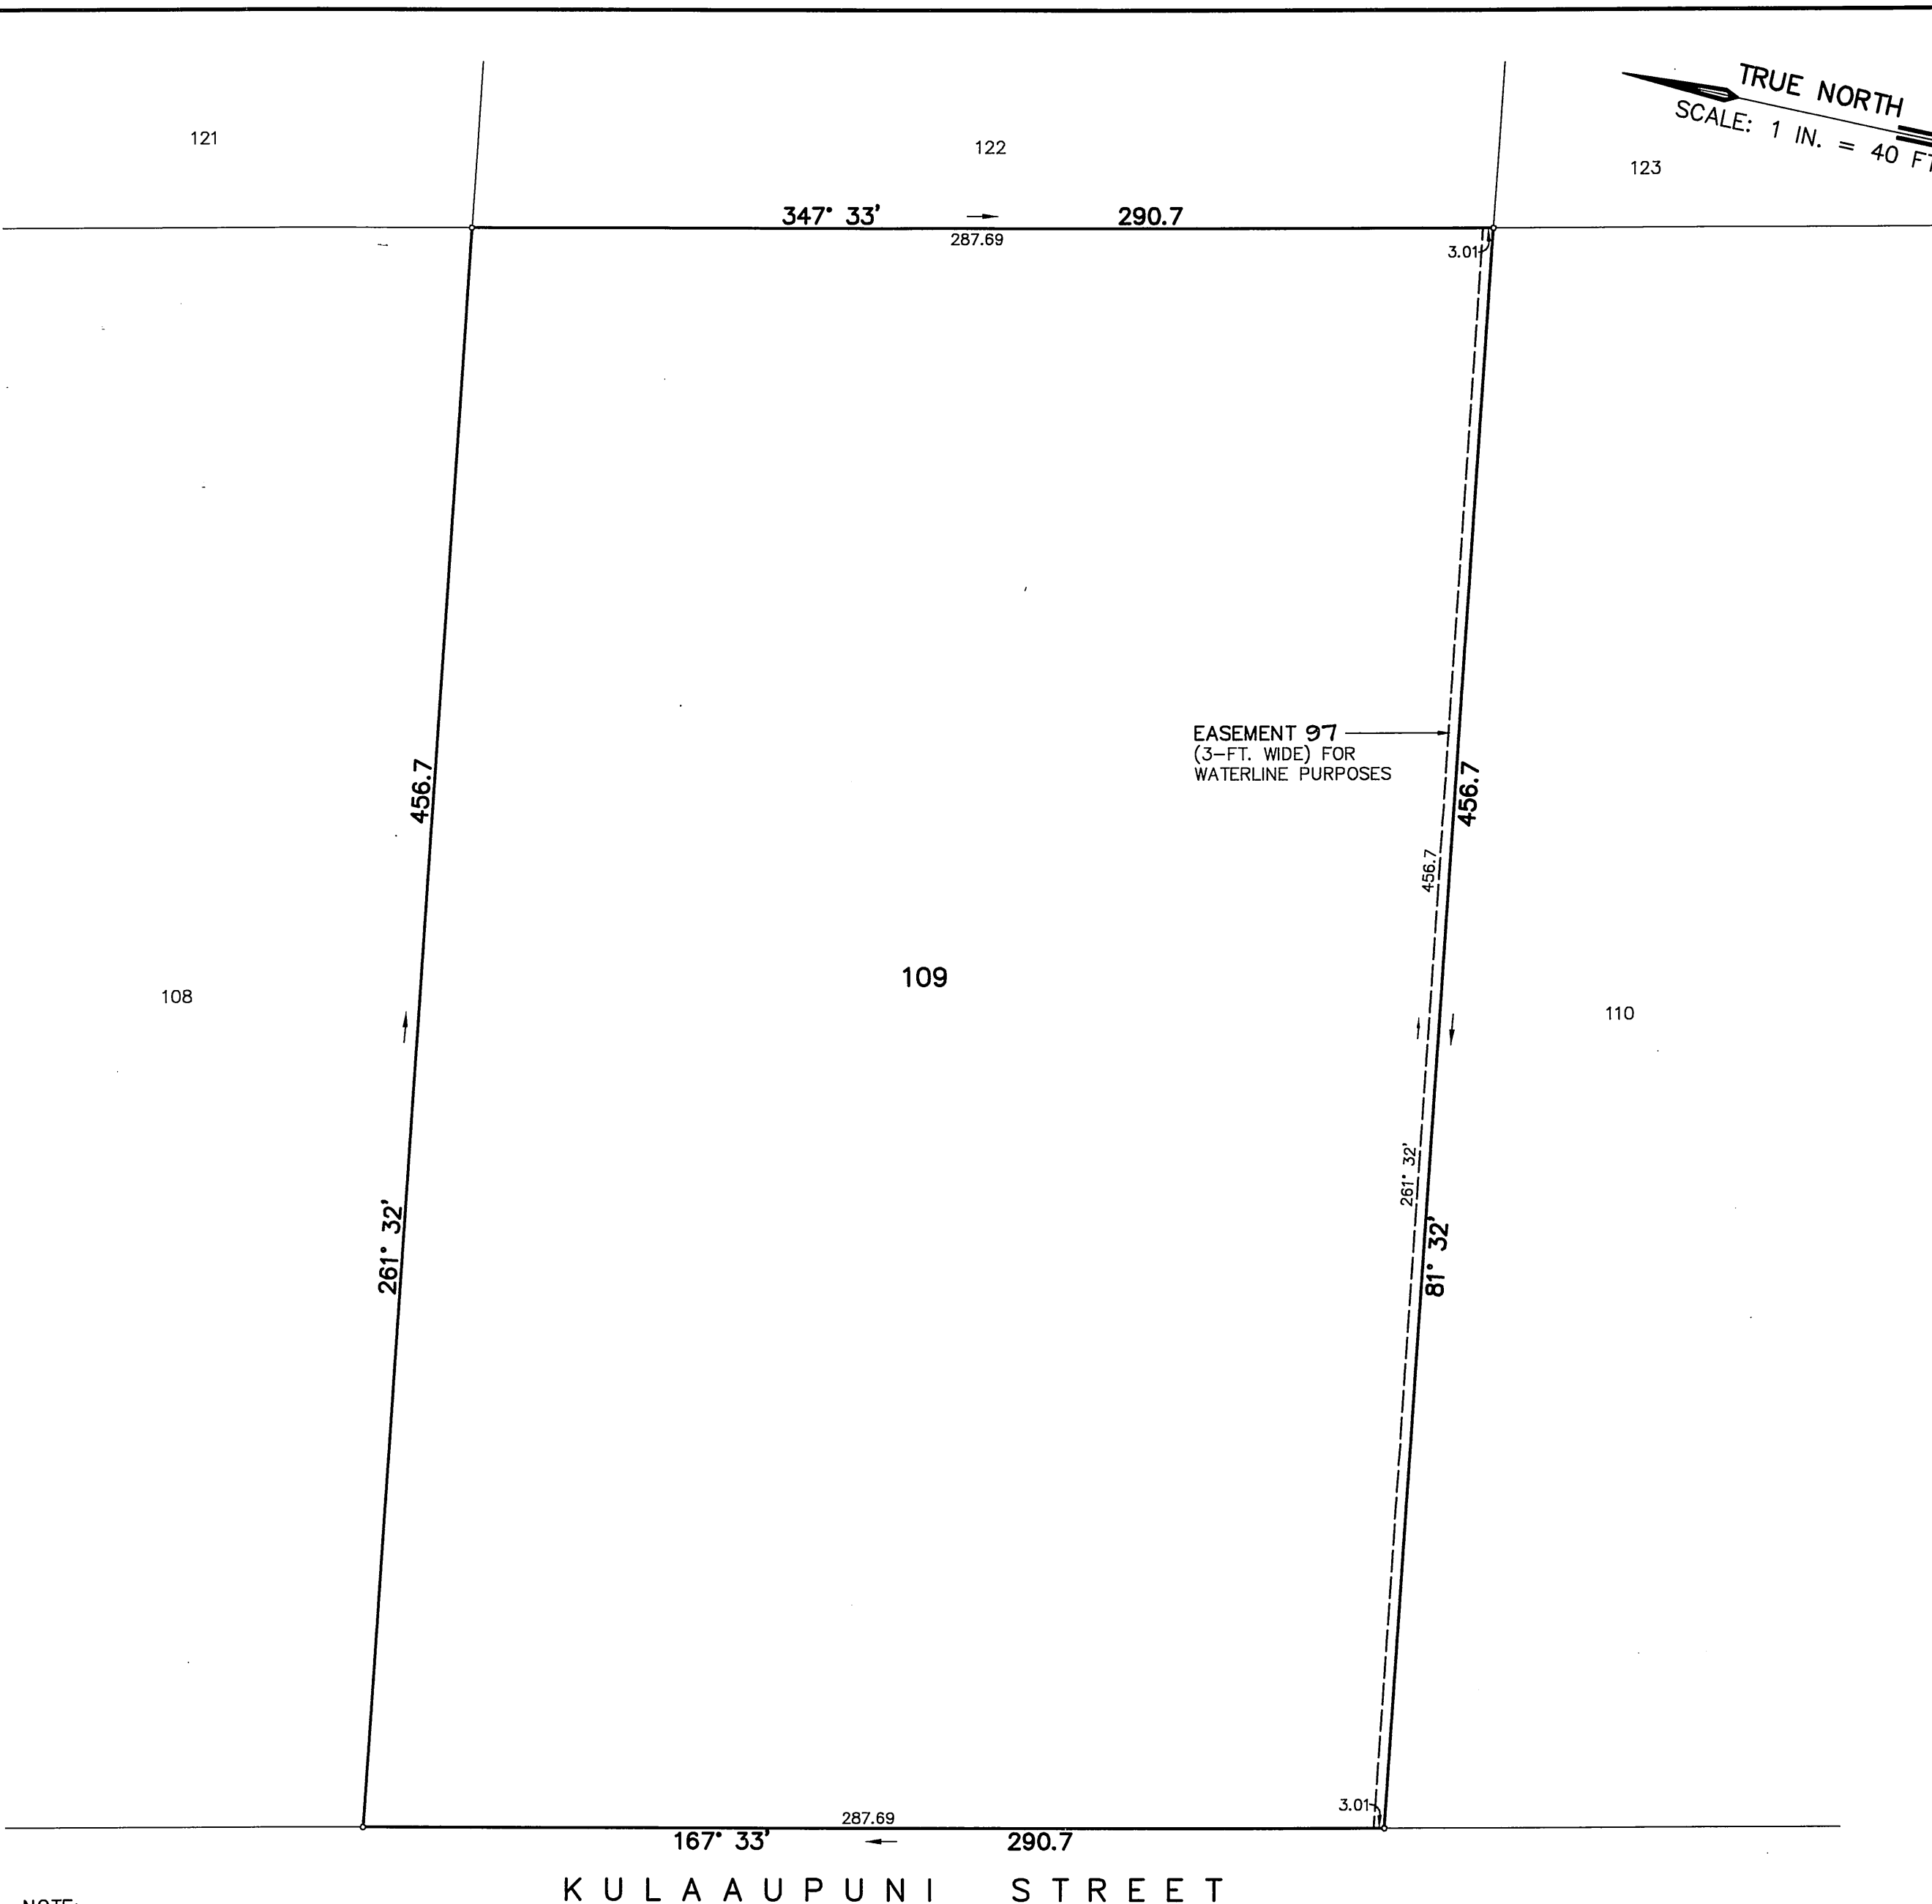 TRUE NORTH
SCALE: 1 IN. = 40 FT
121
122
123
347° 33' 290.7
287.69
3.01
EASEMENT 97
(3-FT. WIDE) FOR
WATERLINE PURPOSES
456.7
456.7
456.7
109
108
110
261° 32'
261° 32'
81° 32'
3.01
287.69
167° 33' 290.7
KULAAUPUNI STREET
NOTE: